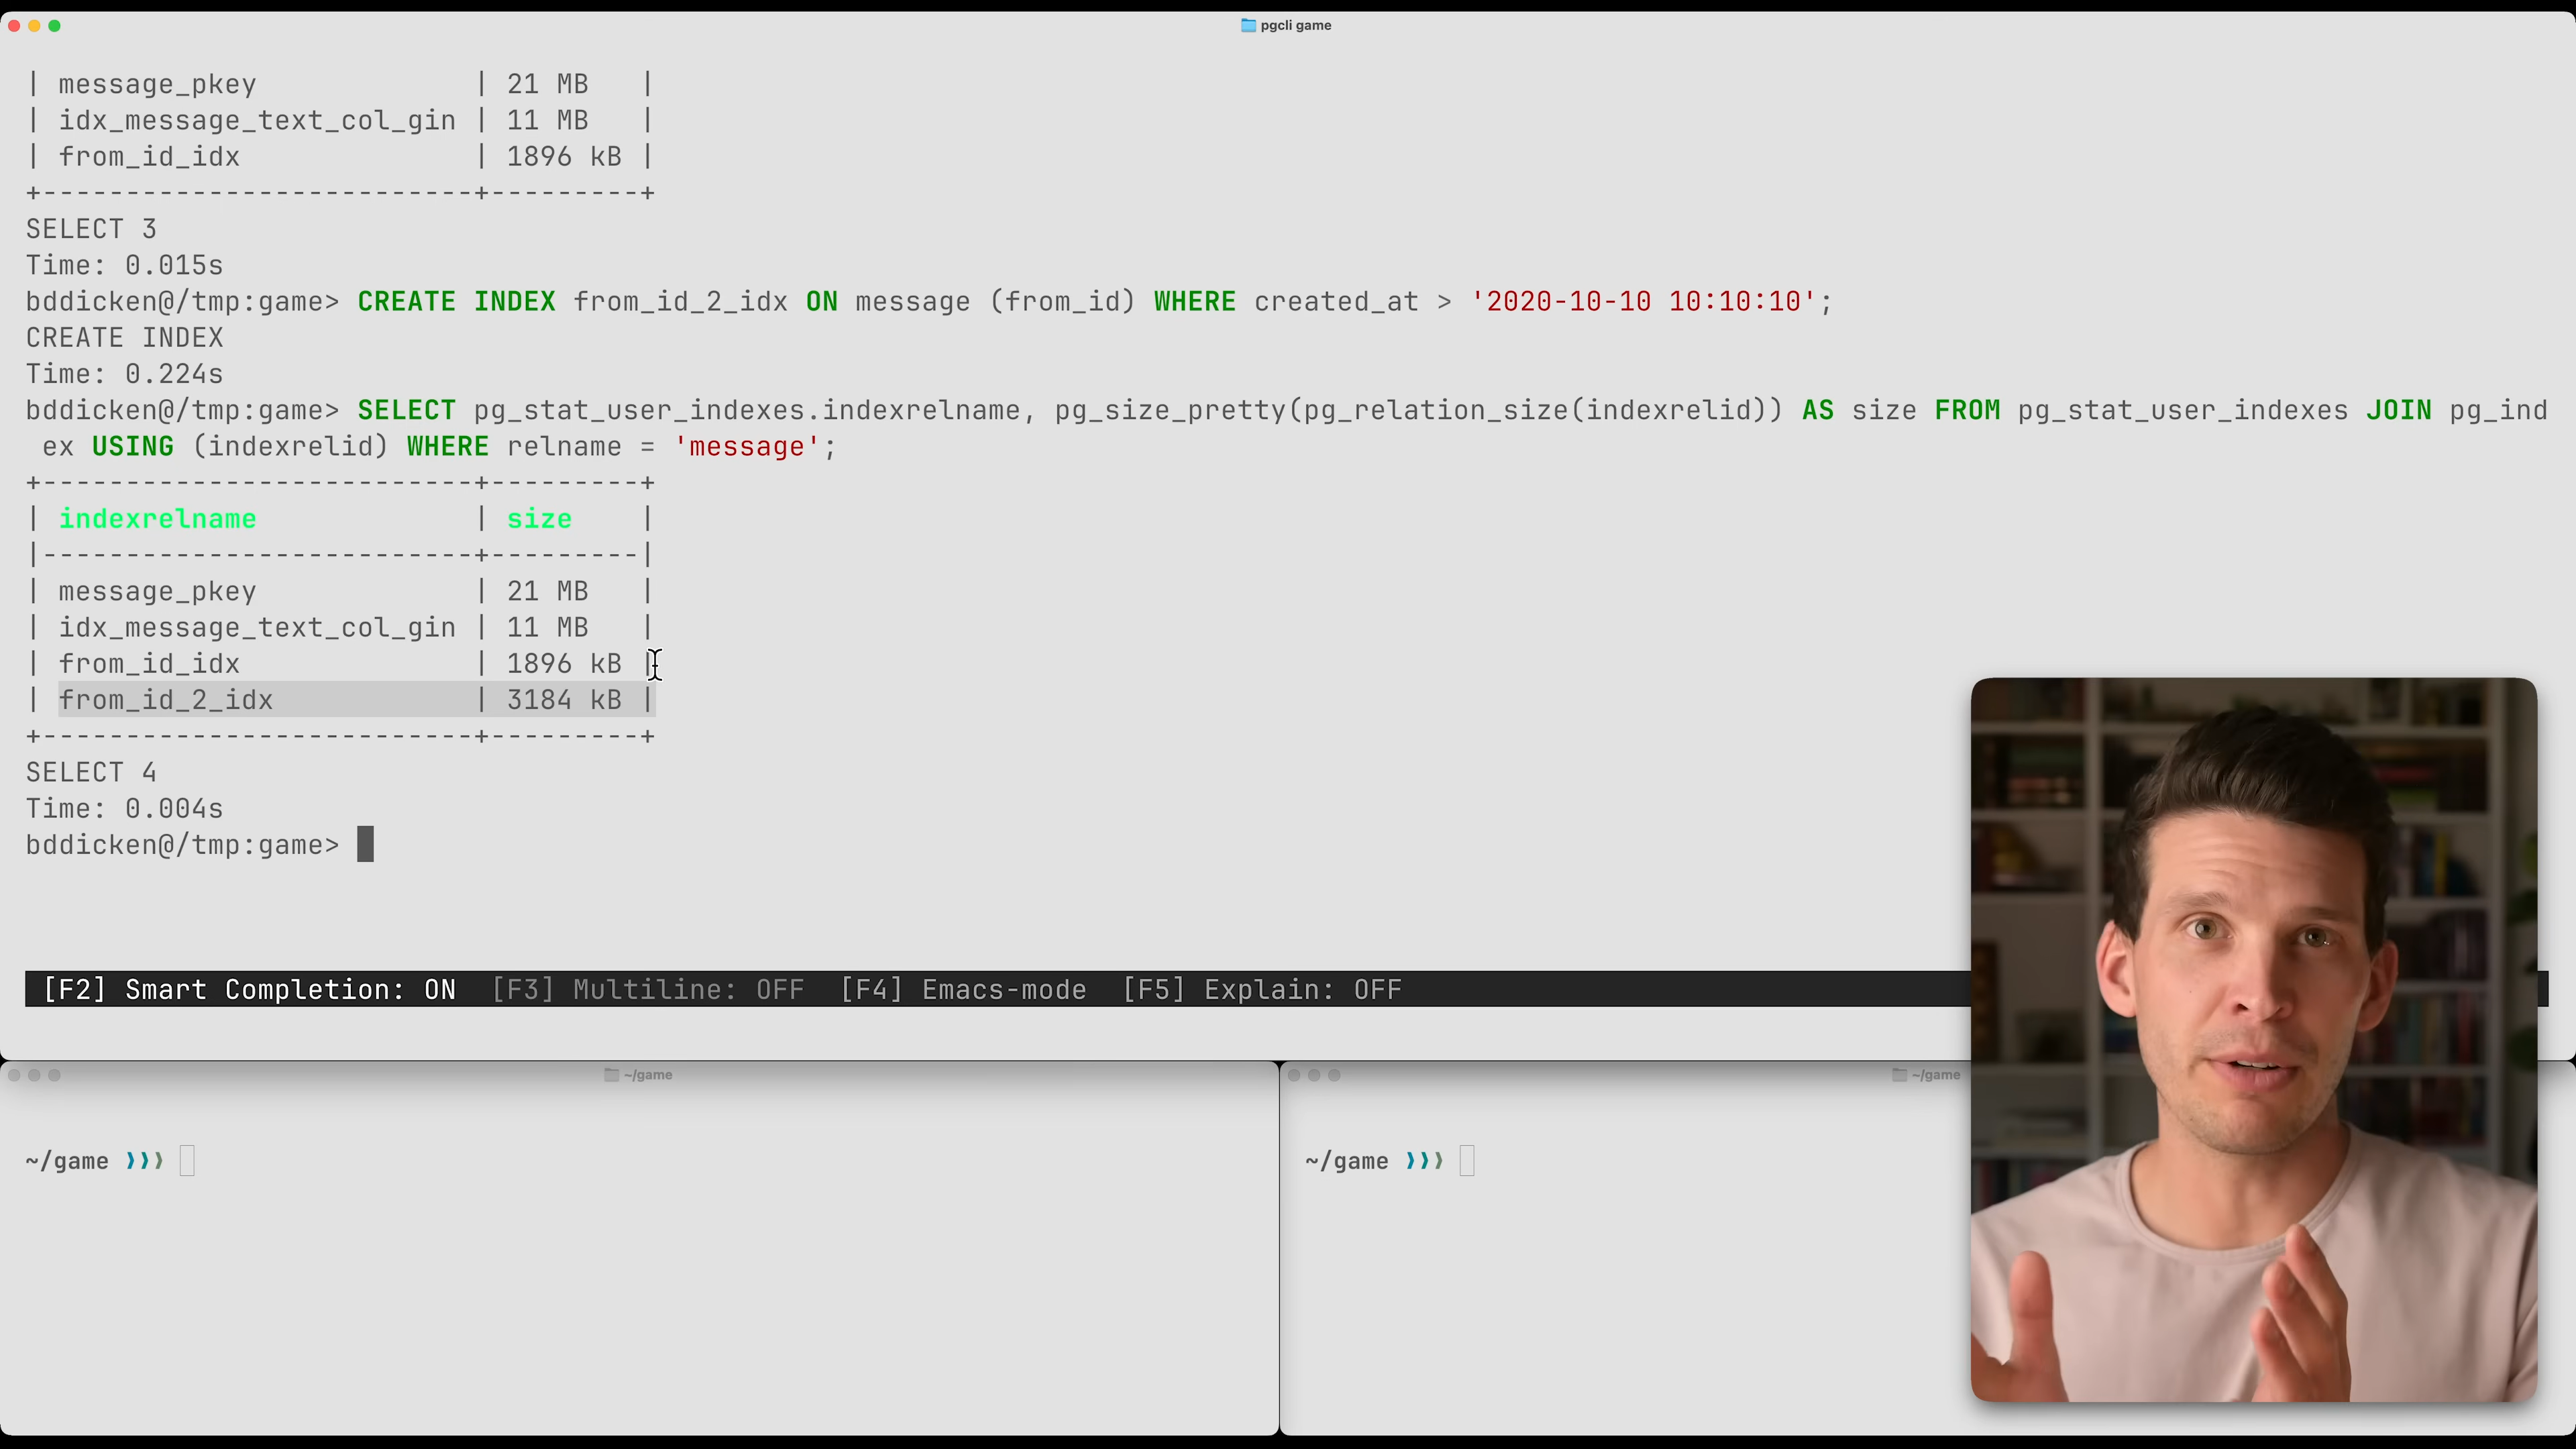 pgcli game
| message_pkey | 21 MB |
| idx_message_text_col_gin | 11 MB |
| from_id_idx | 1896 kB |
+--------------------------+---------+
SELECT 3
Time: 0.015s
bddicken@/tmp:game> CREATE INDEX from_id_2_idx ON message (from_id) WHERE created_at > '2020-10-10 10:10:10';
CREATE INDEX
Time: 0.224s
bddicken@/tmp:game> SELECT pg_stat_user_indexes.indexrelname, pg_size_pretty(pg_relation_size(indexrelid)) AS size FROM pg_stat_user_indexes JOIN pg_ind
ex USING (indexrelid) WHERE relname = 'message';
+--------------------------+---------+
| indexrelname | size |
|--------------------------+---------|
| message_pkey | 21 MB |
| idx_message_text_col_gin | 11 MB |
| from_id_idx | 1896 kB |
| from_id_2_idx | 3184 kB |
+--------------------------+---------+
SELECT 4
Time: 0.004s
bddicken@/tmp:game>
[F2] Smart Completion: ON [F3] Multiline: OFF [F4] Emacs-mode [F5] Explain: OFF
~/game
~/game ❯❯❯
~/game
~/game ❯❯❯